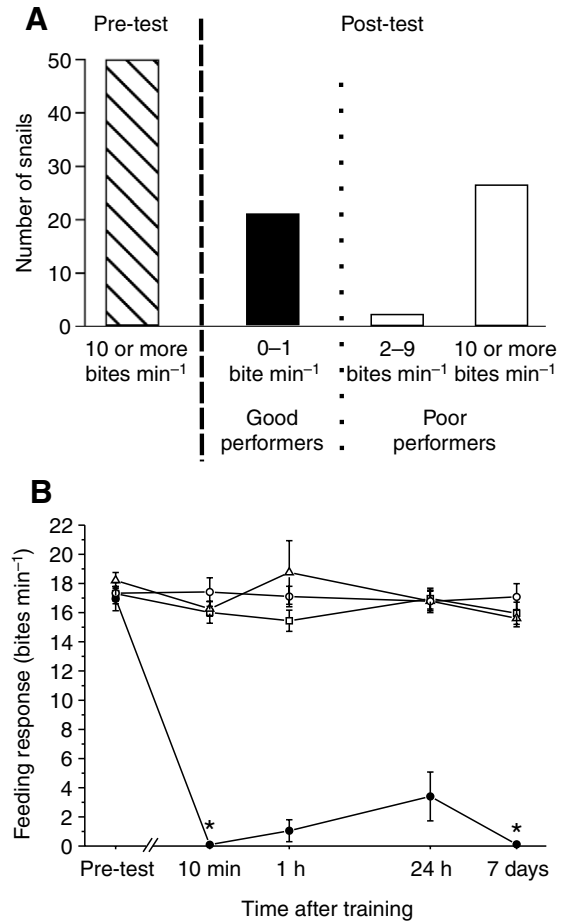 A
Pre-test
Post-test
Number of snails
50
40
30
20
10
0
10 or more
bites min⁻¹
0–1
bite min⁻¹
2–9
bites min⁻¹
10 or more
bites min⁻¹
Good
performers
Poor
performers
B
Feeding response (bites min⁻¹)
22
20
18
16
14
12
10
8
6
4
2
0
*
*
Pre-test
10 min
1 h
24 h
7 days
Time after training